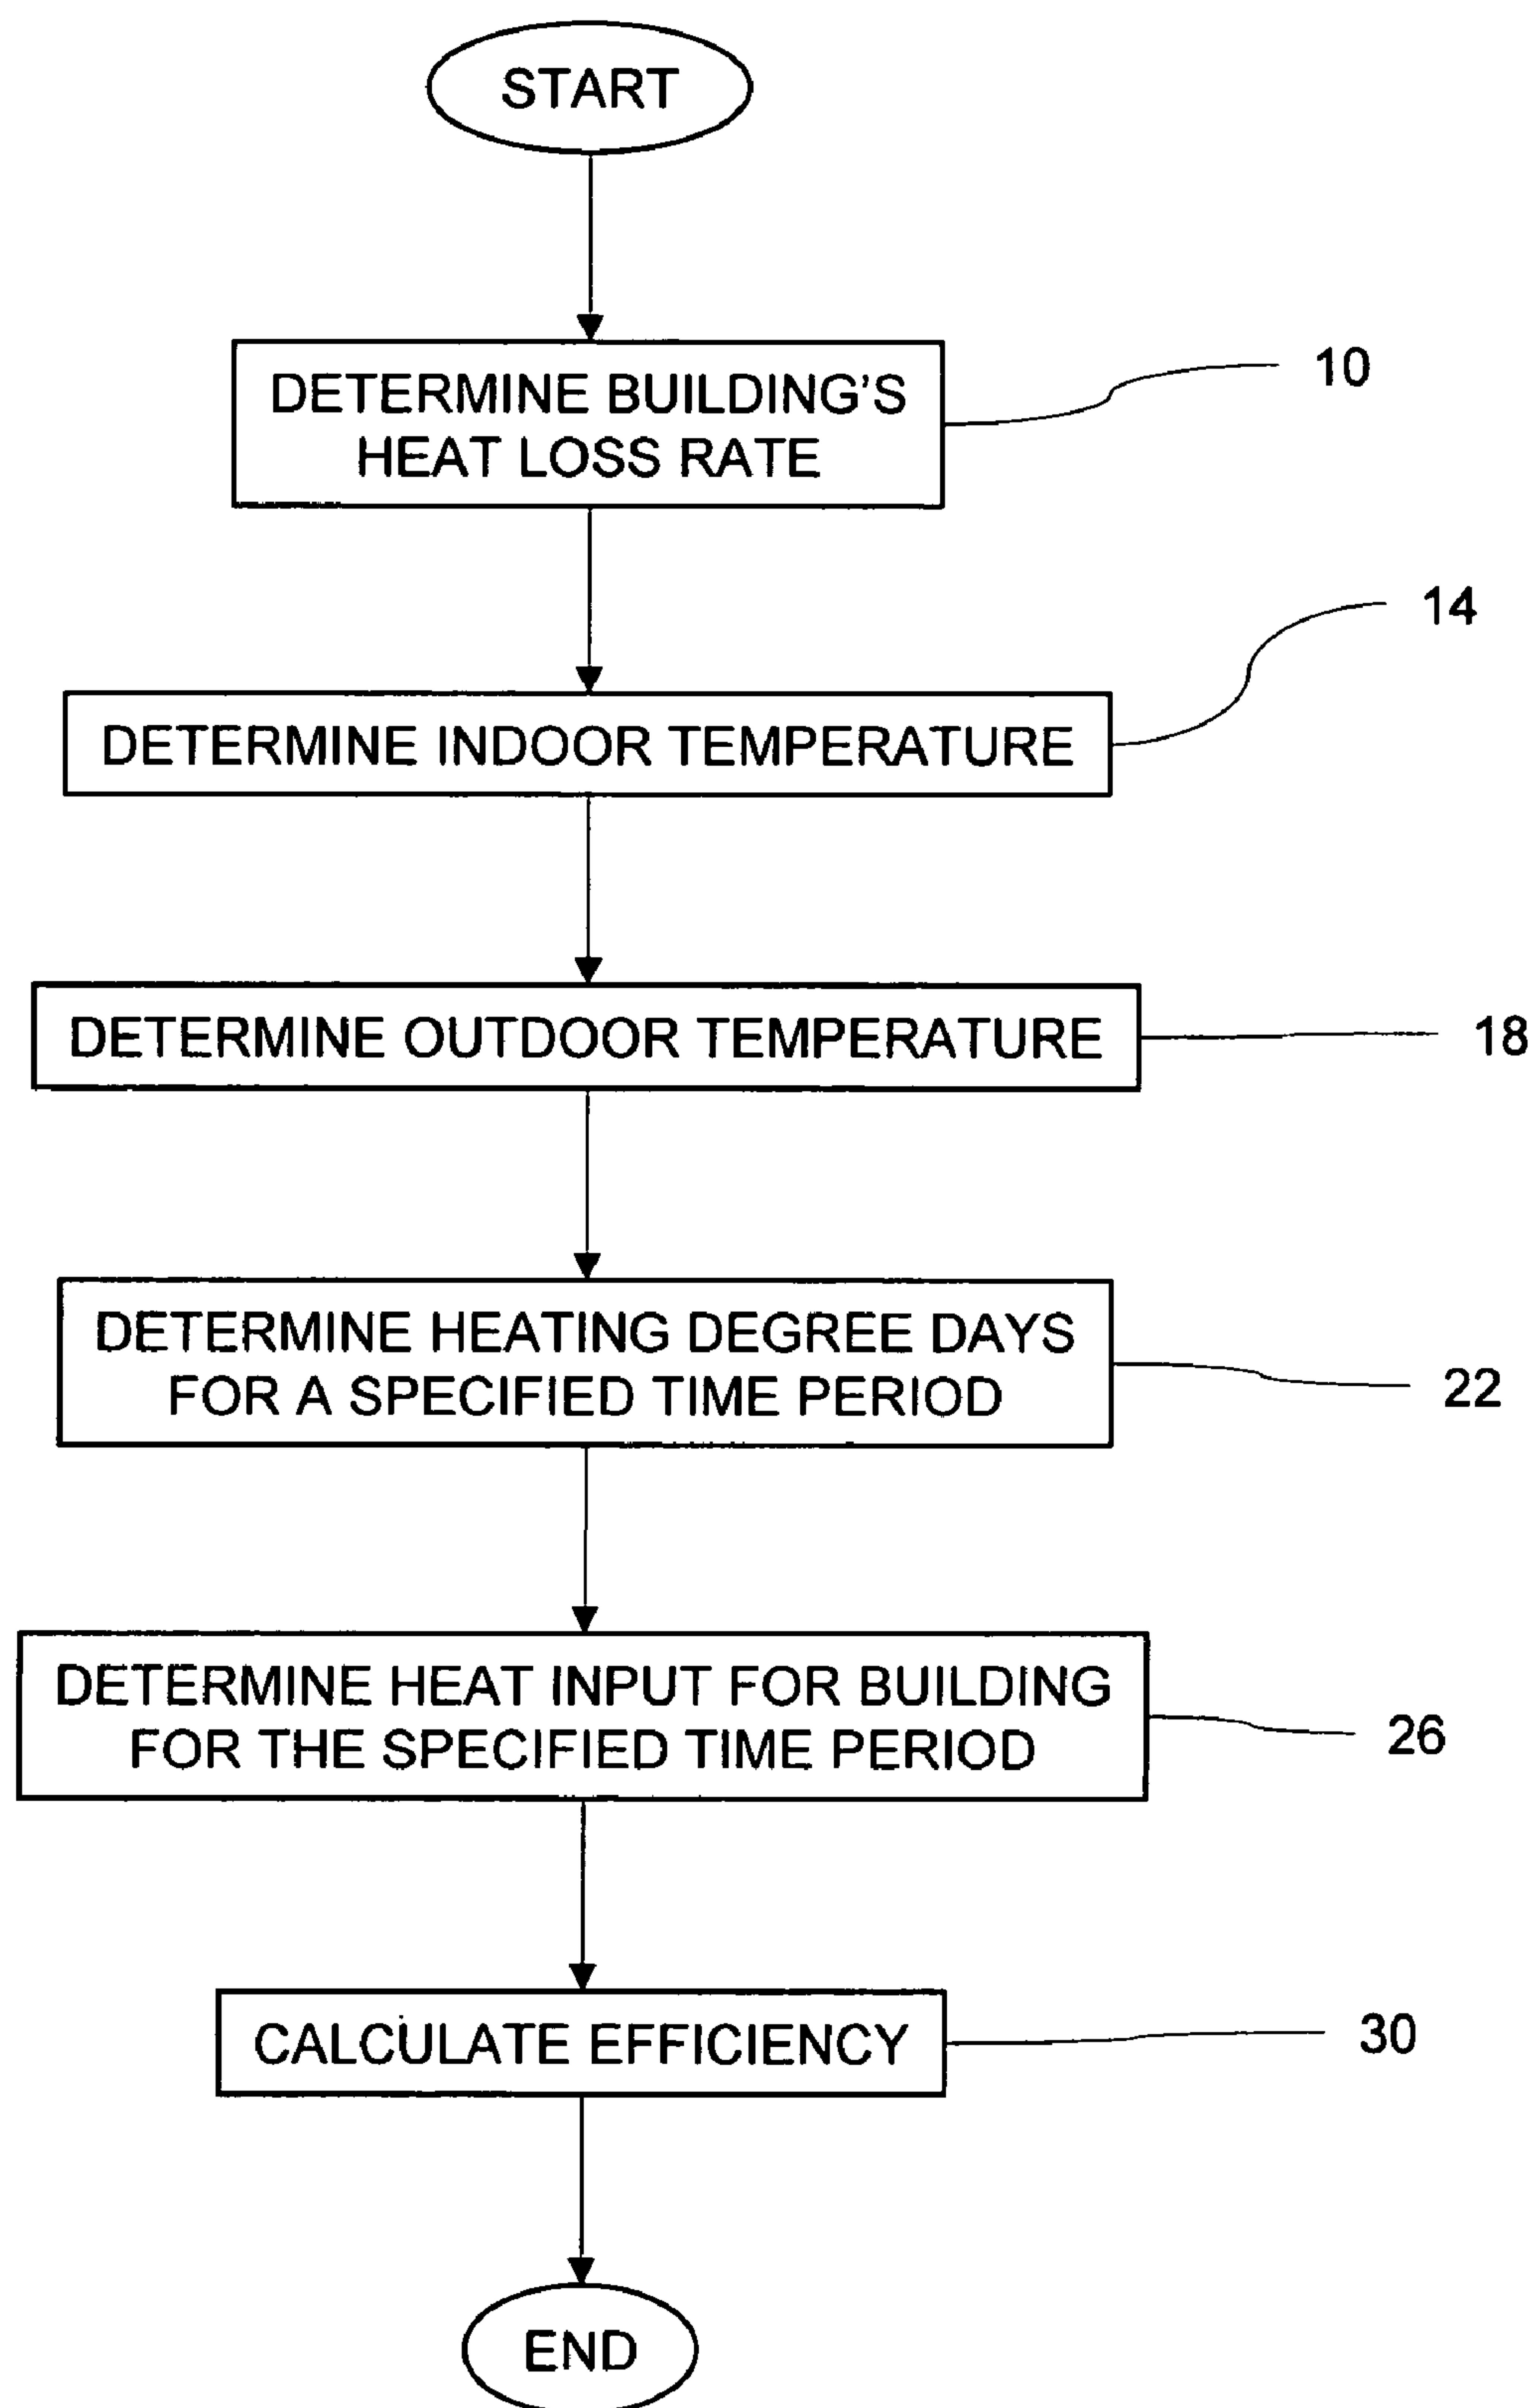 START
DETERMINE BUILDING'S
HEAT LOSS RATE
10
DETERMINE INDOOR TEMPERATURE
14
DETERMINE OUTDOOR TEMPERATURE
18
DETERMINE HEATING DEGREE DAYS
FOR A SPECIFIED TIME PERIOD
22
DETERMINE HEAT INPUT FOR BUILDING
FOR THE SPECIFIED TIME PERIOD
26
CALCULATE EFFICIENCY
30
END